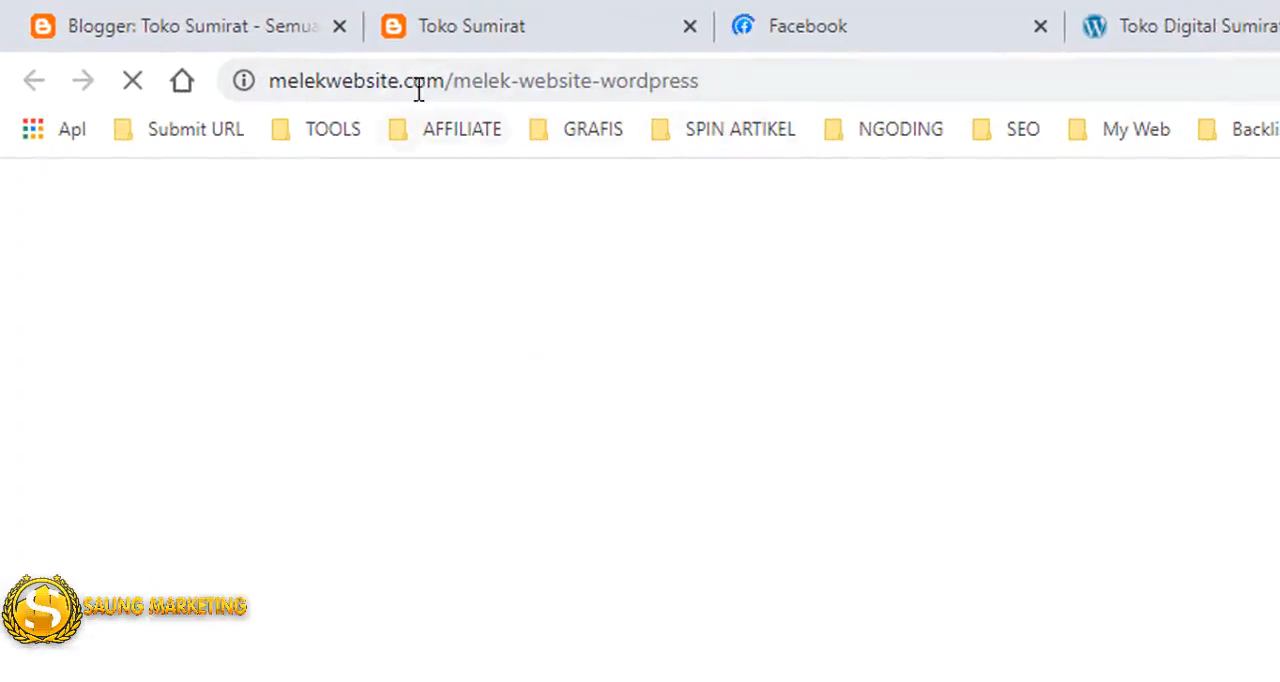 Blogger: Toko Sumirat - Semua Toko Sumirat Facebook Toko Digital Sumira
melekwebsite.com/melek-website-wordpress
Apl Submit URL TOOLS AFFILIATE GRAFIS SPIN ARTIKEL NGODING SEO My Web Backli
SAUNG MARKETING